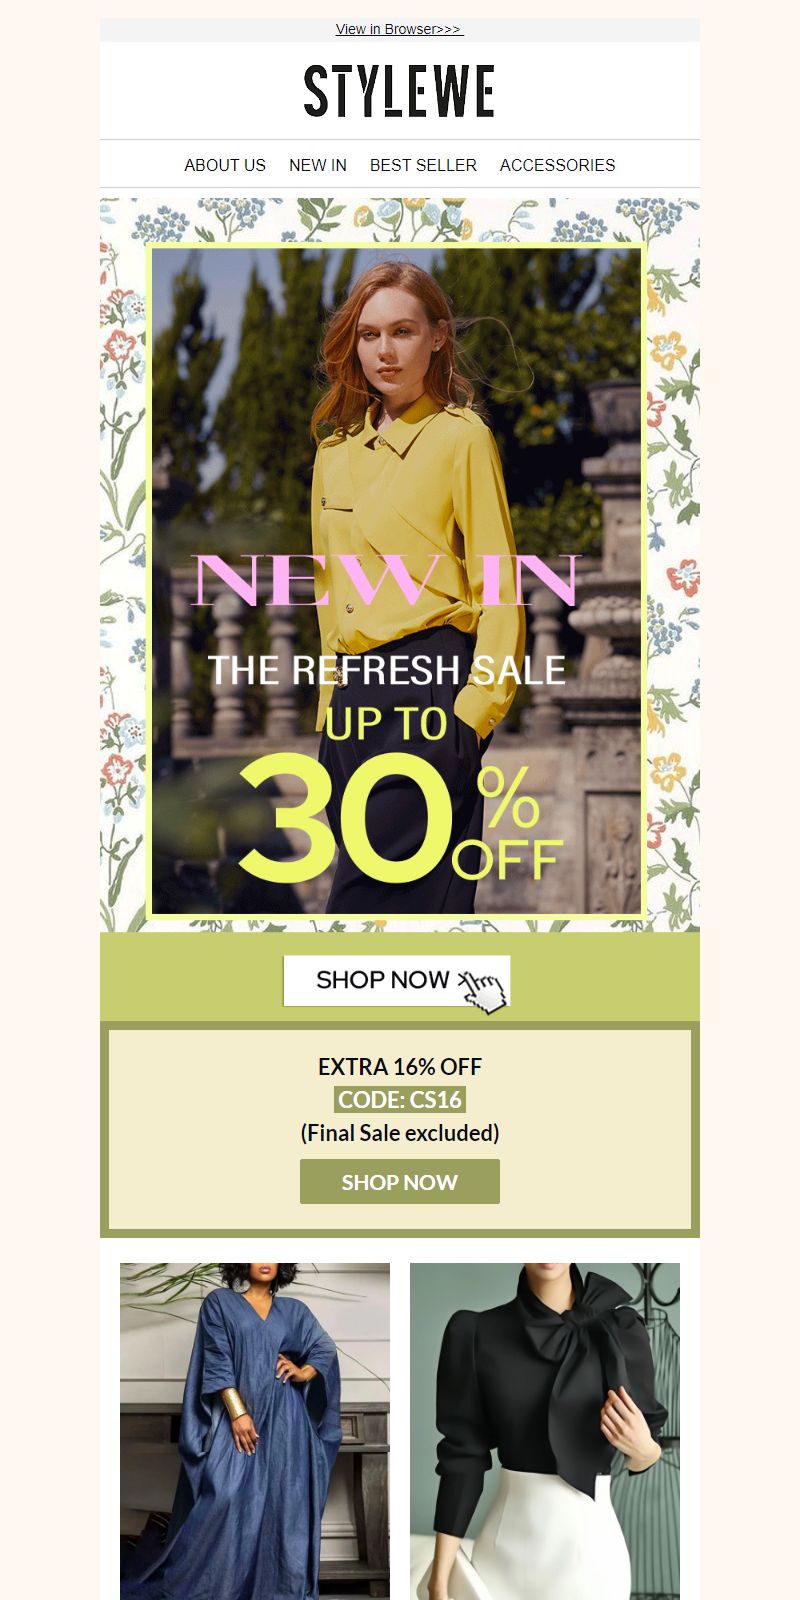 View in Browser>>>
STYLEWE
ABOUT US NEW IN BEST SELLER ACCESSORIES
NEW IN
THE REFRESH SALE
UP TO
30%
OFF
SHOP NOW
EXTRA 16% OFF
CODE: CS16
(Final Sale excluded)
SHOP NOW